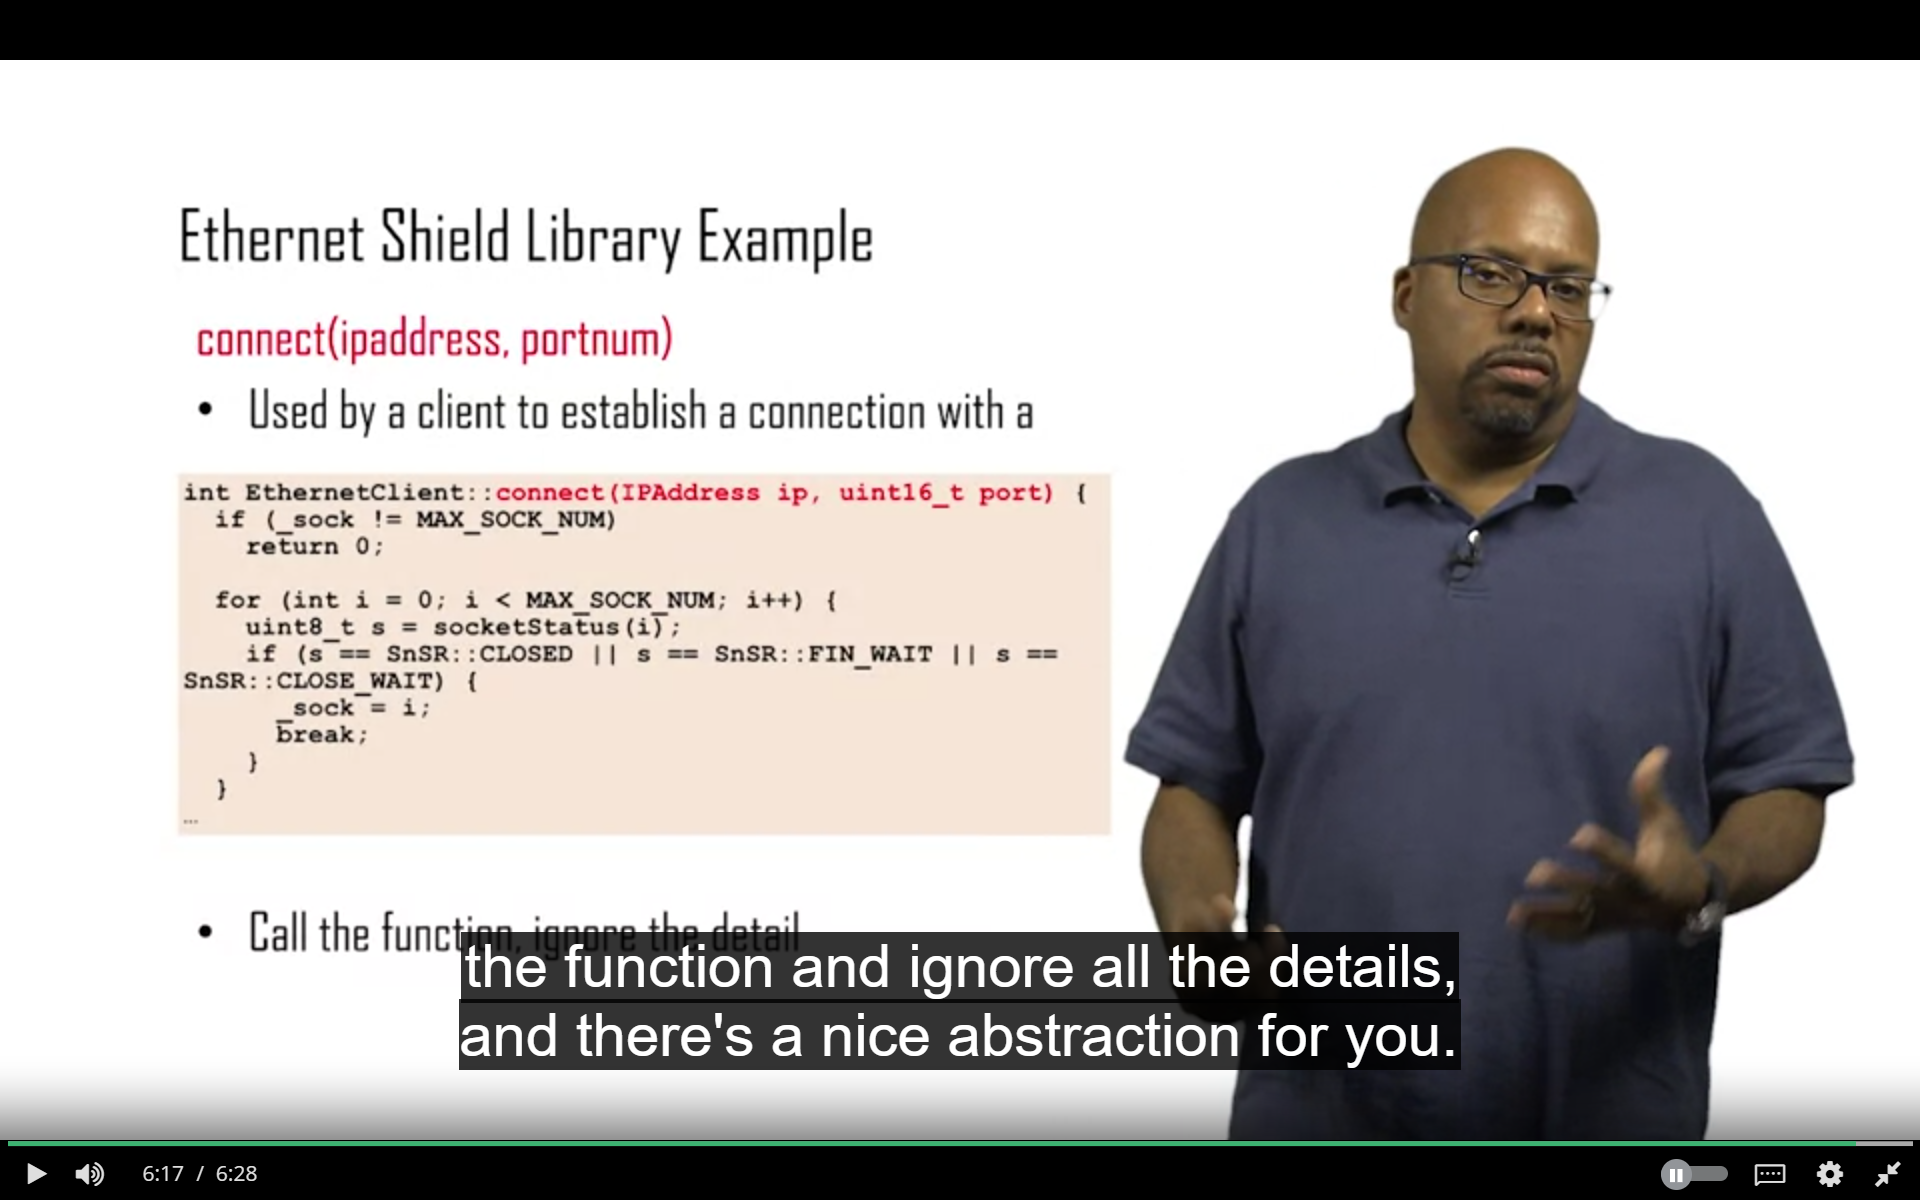 Ethernet Shield Library Example
connect(ipaddress, portnum)
• Used by a client to establish a connection with a
int EthernetClient::connect(IPAddress ip, uint16_t port) {
if (_sock != MAX_SOCK_NUM)
return 0;
for (int i = 0; i < MAX_SOCK_NUM; i++) {
uint8_t s = socketStatus(i);
if (s == SnSR::CLOSED || s == SnSR::FIN_WAIT || s ==
SnSR::CLOSE_WAIT) {
_sock = i;
break;
}
}
...
• Call the function, ignore the detail
the function and ignore all the details,
and there's a nice abstraction for you.
6:17 / 6:28